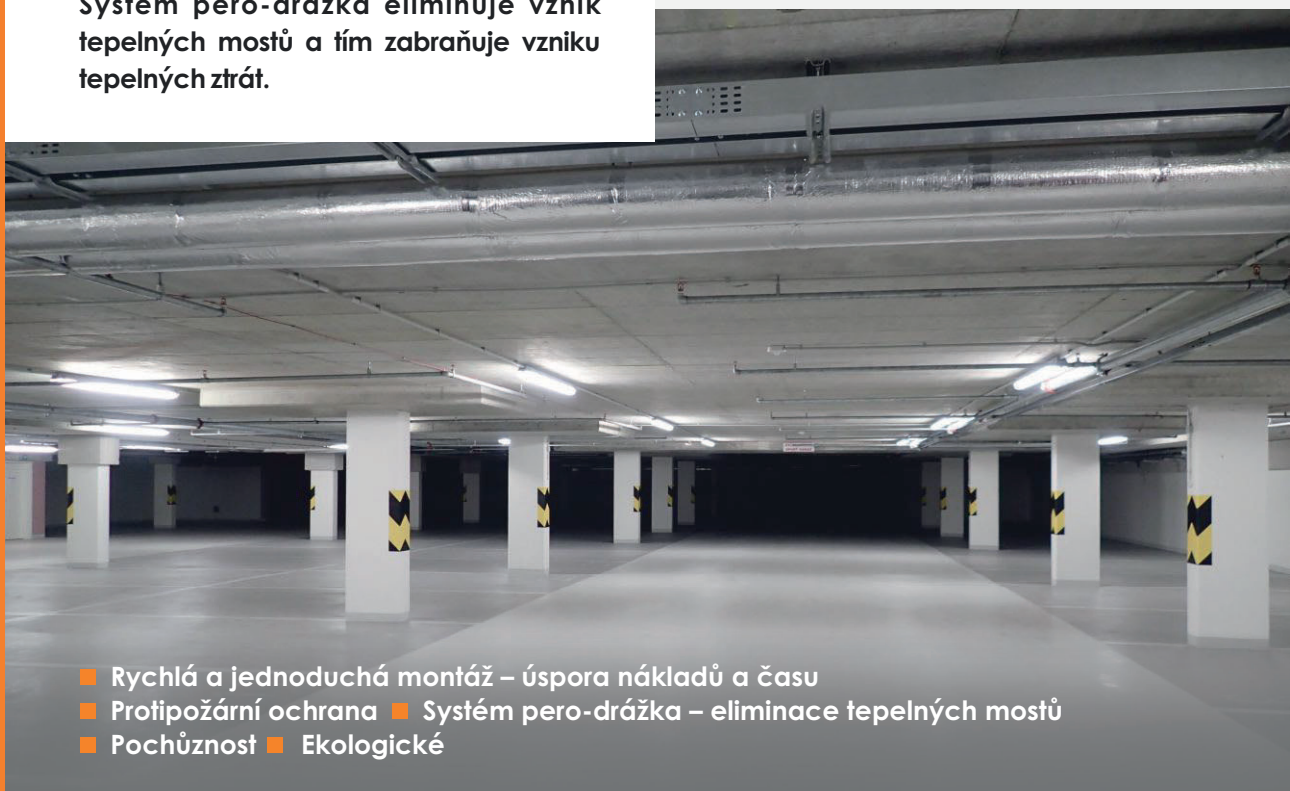 Systém pero-drážka eliminuje vznik
tepelných mostů a tím zabraňuje vzniku
tepelných ztrát.
Rychlá a jednoduchá montáž – úspora nákladů a času
Protipožární ochrana Systém pero-drážka – eliminace tepelných mostů
Pochůznost Ekologické